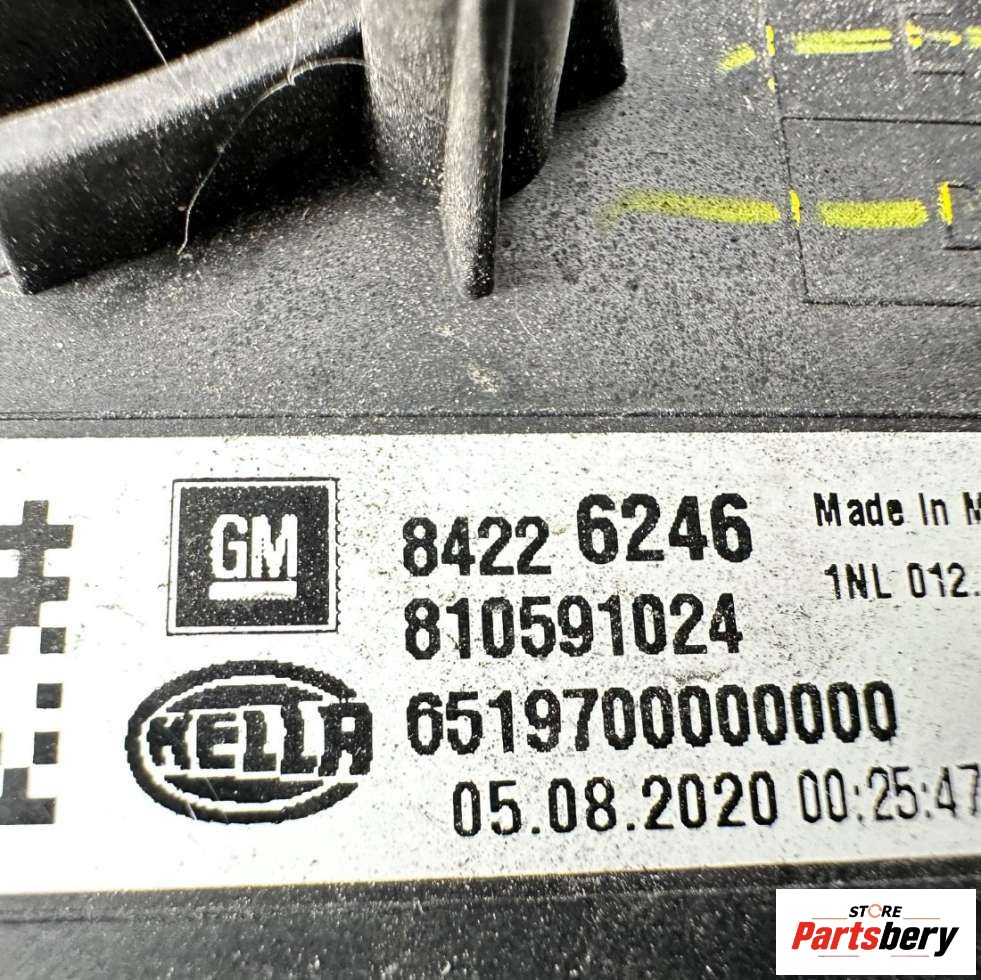 GM
8422 6246
Made In M
810591024
1NL 012.
HELLA
6519700000000
05.08.2020 00:25:47
STORE
Partsbery